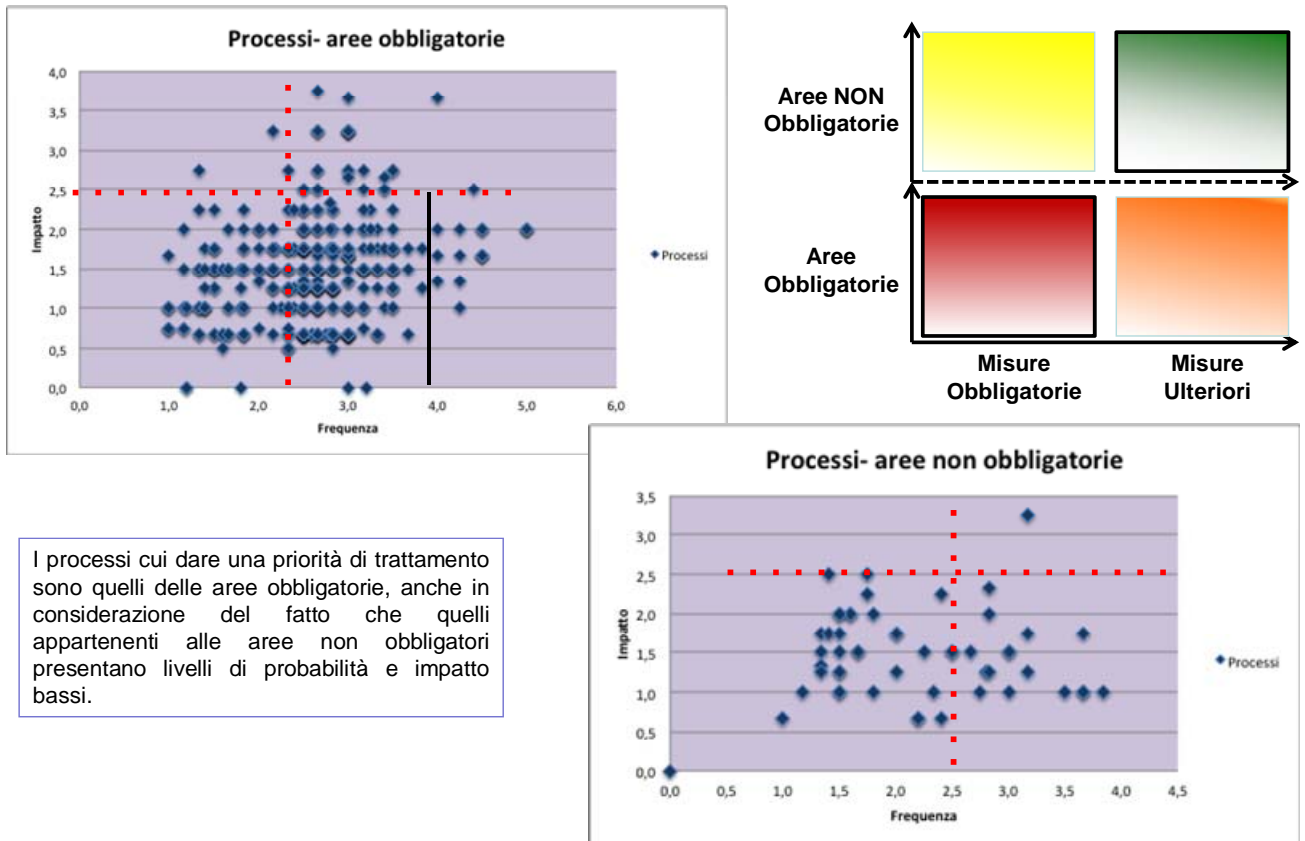 Processi- aree obbligatorie
4,0
3,5
3,0
2,5
2,0
1,5
1,0
0,5
0,0
Impatto
0,0 1,0 2,0 3,0 4,0 5,0 6,0
Frequenza
Processi
Aree NON
Obbligatorie
Aree
Obbligatorie
Misure
Obbligatorie
Misure
Ulteriori
I processi cui dare una priorità di trattamento
sono quelli delle aree obbligatorie, anche in
considerazione del fatto che quelli
appartenenti alle aree non obbligatori
presentano livelli di probabilità e impatto
bassi.
Processi- aree non obbligatorie
3,5
3,0
2,5
2,0
1,5
1,0
0,5
0,0
Impatto
0,0 0,5 1,0 1,5 2,0 2,5 3,0 3,5 4,0 4,5
Frequenza
Processi